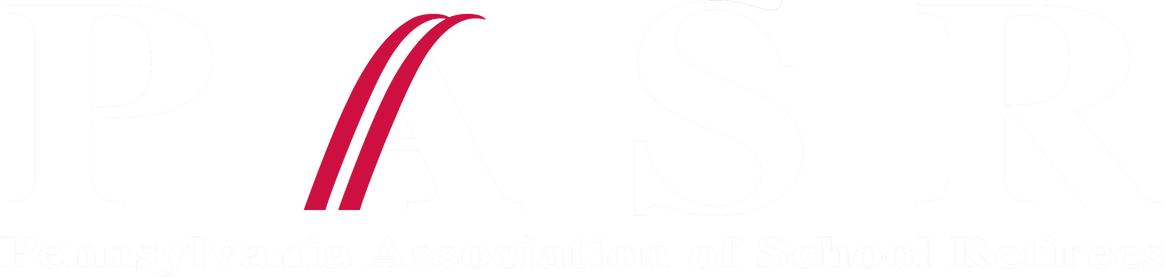 PASR
Pennsylvania Association of School Retirees